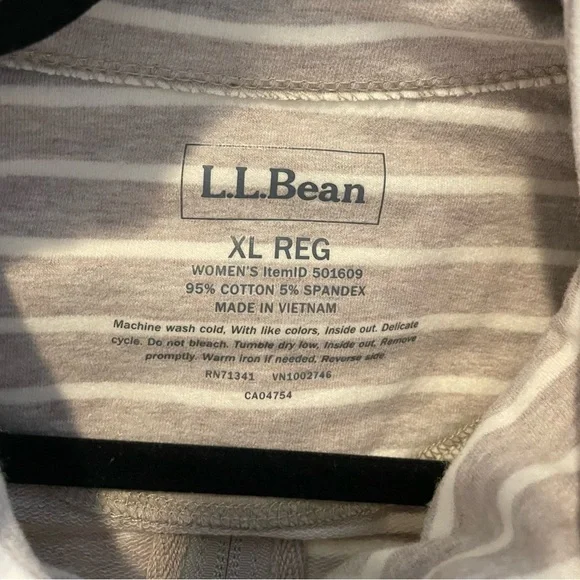 L.L.Bean
XL REG
WOMEN'S ItemID 501609
95% COTTON 5% SPANDEX
MADE IN VIETNAM
Machine wash cold, With like colors, Inside out. Delicate
cycle. Do not bleach. Tumble dry low, Inside out, Remove
promptly. Warm iron if needed, Reverse side
RN71341 VN1002746
CA04754